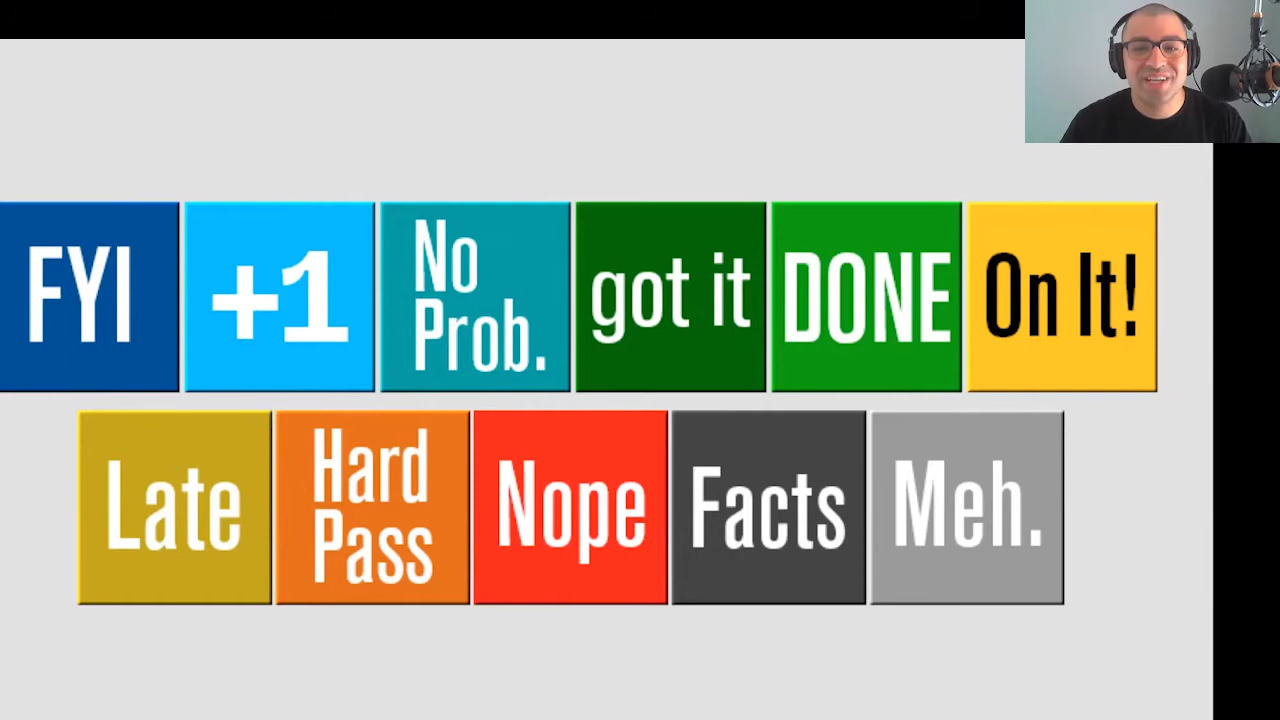 FYI
+1
No
Prob.
got it
DONE
On It!
Late
Hard
Pass
Nope
Facts
Meh.